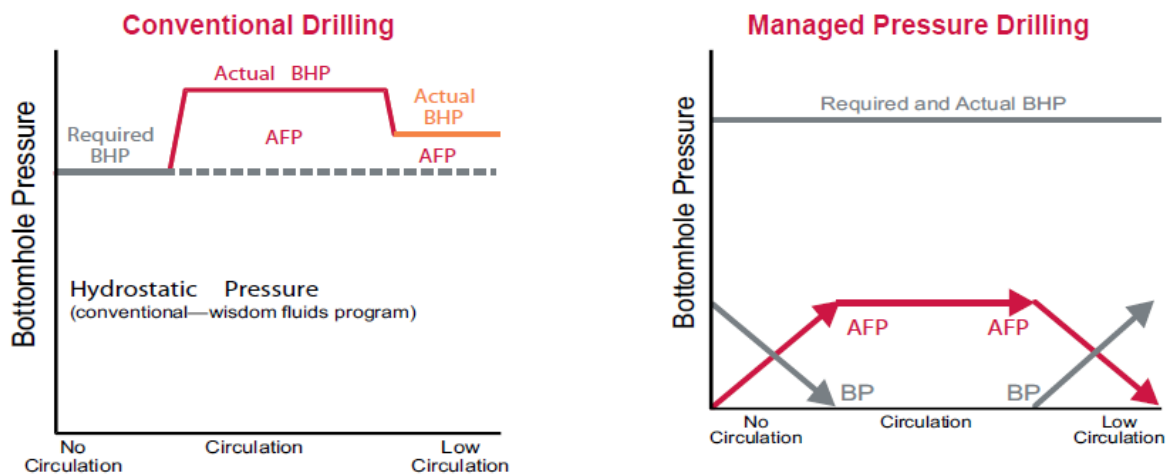 Conventional Drilling
Bottomhole Pressure
Actual BHP
Required
BHP
AFP
Actual
BHP
AFP
Hydrostatic Pressure
(conventional—wisdom fluids program)
No
Circulation
Circulation
Low
Circulation
Managed Pressure Drilling
Bottomhole Pressure
Required and Actual BHP
AFP
AFP
BP
BP
No
Circulation
Circulation
Low
Circulation